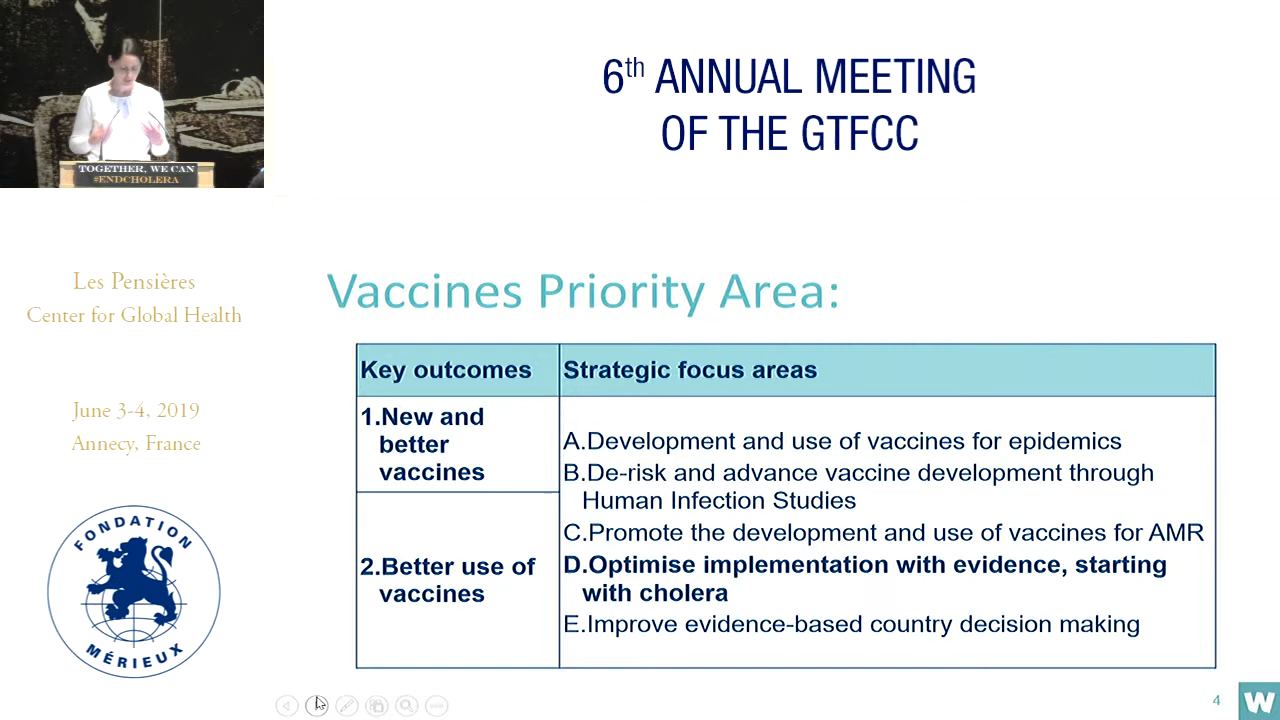 TOGETHER, WE CAN
#ENDCHOLERA
6th ANNUAL MEETING
OF THE GTFCC
Les Pensières
Center for Global Health
June 3-4, 2019
Annecy, France
FONDATION
MÉRIEUX
Vaccines Priority Area:
Key outcomes
Strategic focus areas
1.New and
better
vaccines
2.Better use of
vaccines
A.Development and use of vaccines for epidemics
B.De-risk and advance vaccine development through
Human Infection Studies
C.Promote the development and use of vaccines for AMR
D.Optimise implementation with evidence, starting
with cholera
E.Improve evidence-based country decision making
4
W